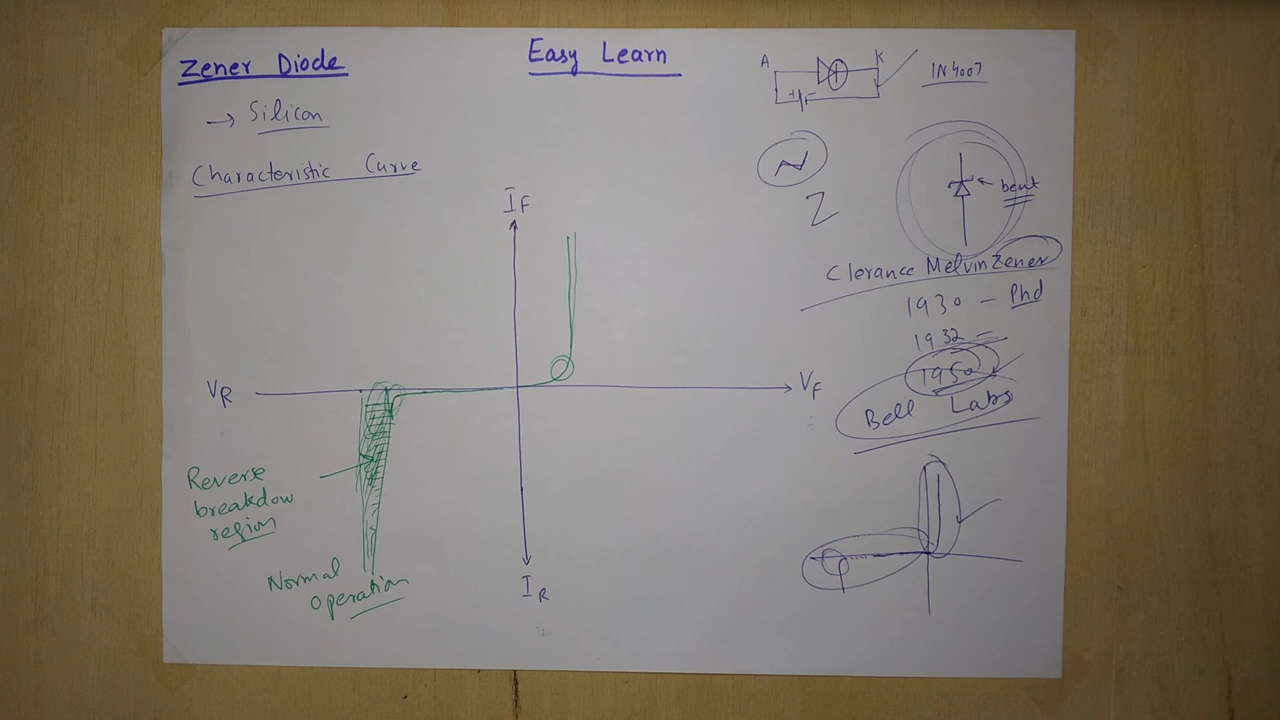 Zener Diode
Easy Learn
→ Silicon
Characteristic Curve
A
K
+ -
1N4007
N
Z
bent
Clerance Melvin Zener
1930 - Phd
1932 =
1950
Bell Labs
IF
VR
VF
IR
Reverse
breakdow
region
Normal
operation